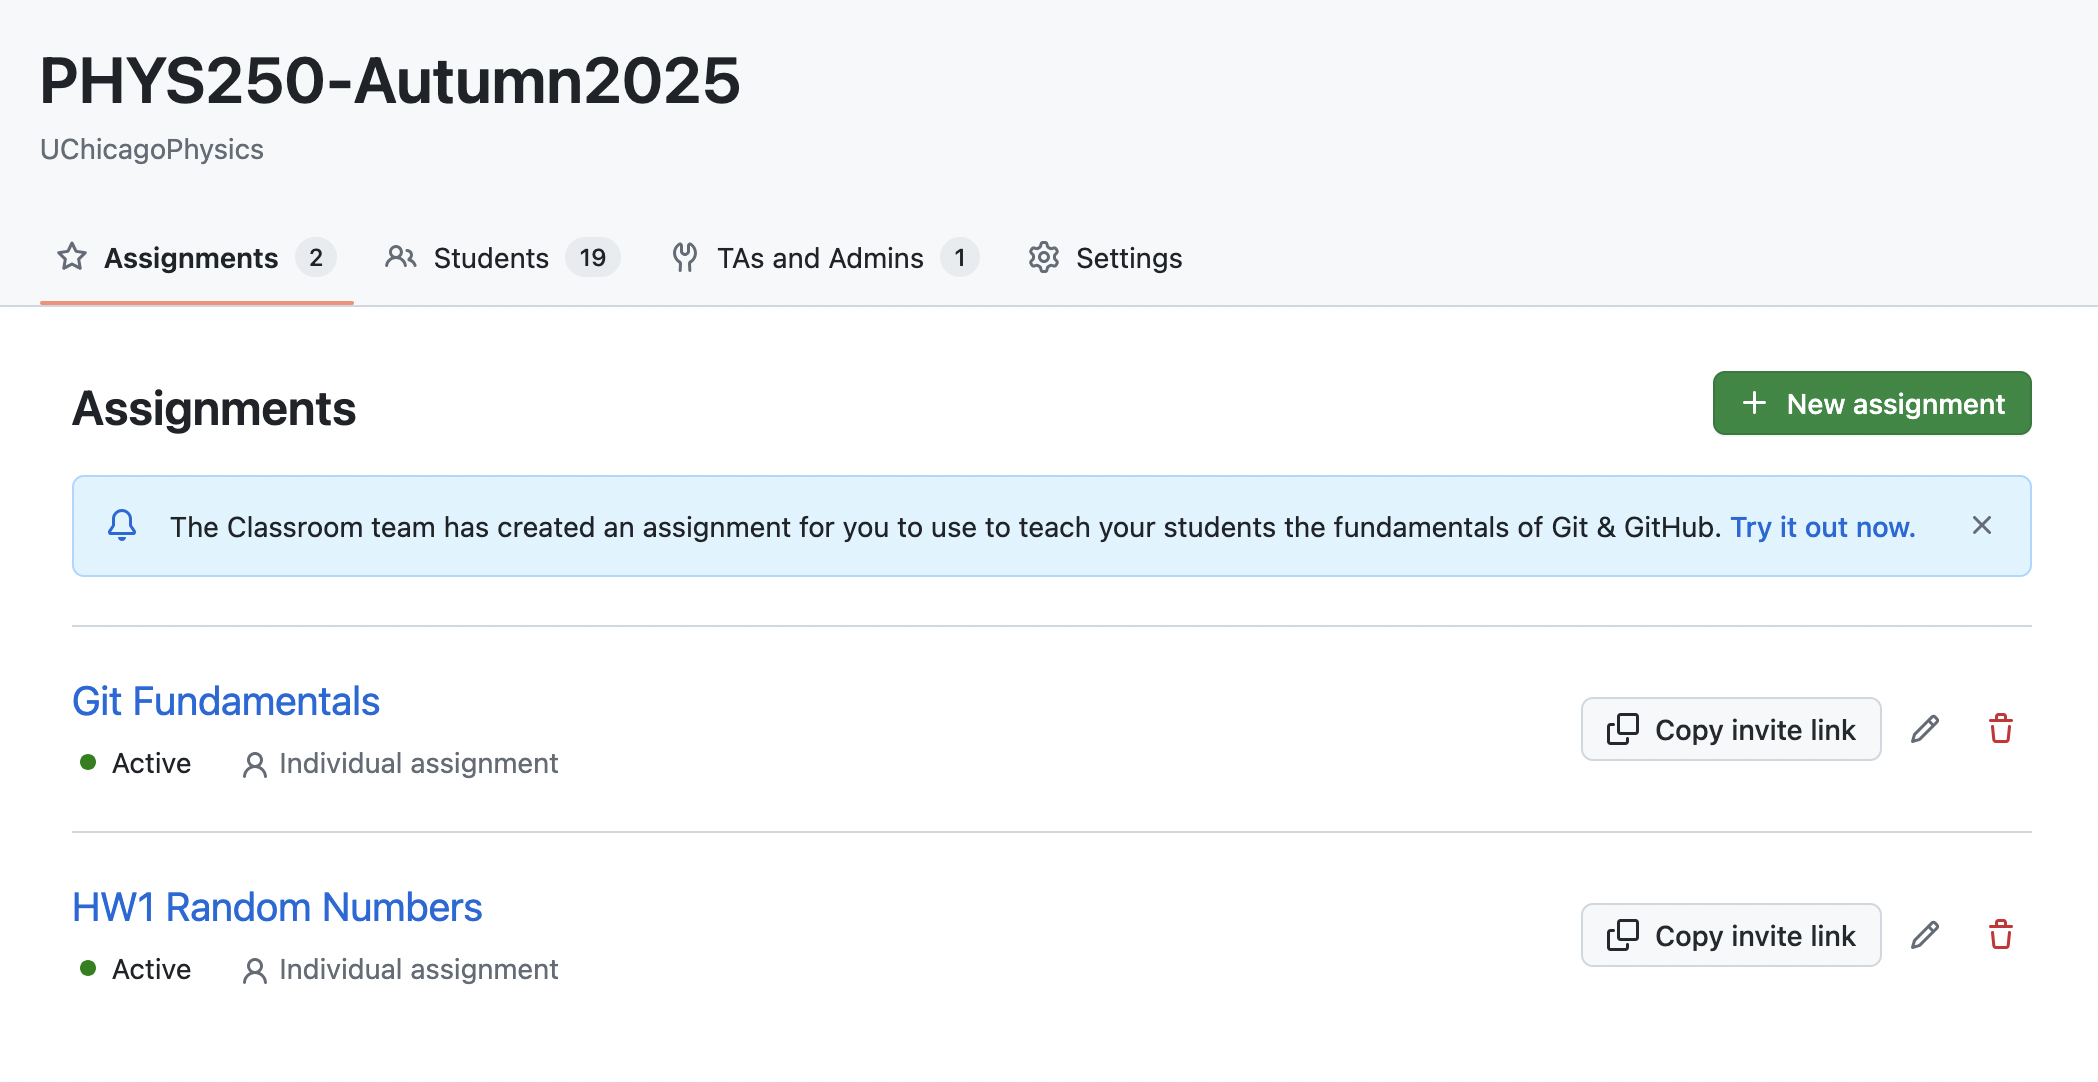 PHYS250-Autumn2025
UChicagoPhysics
Assignments 2 Students 19 TAs and Admins 1 Settings
Assignments
New assignment
The Classroom team has created an assignment for you to use to teach your students the fundamentals of Git & GitHub. Try it out now.
Git Fundamentals
Copy invite link
Active Individual assignment
HW1 Random Numbers
Copy invite link
Active Individual assignment